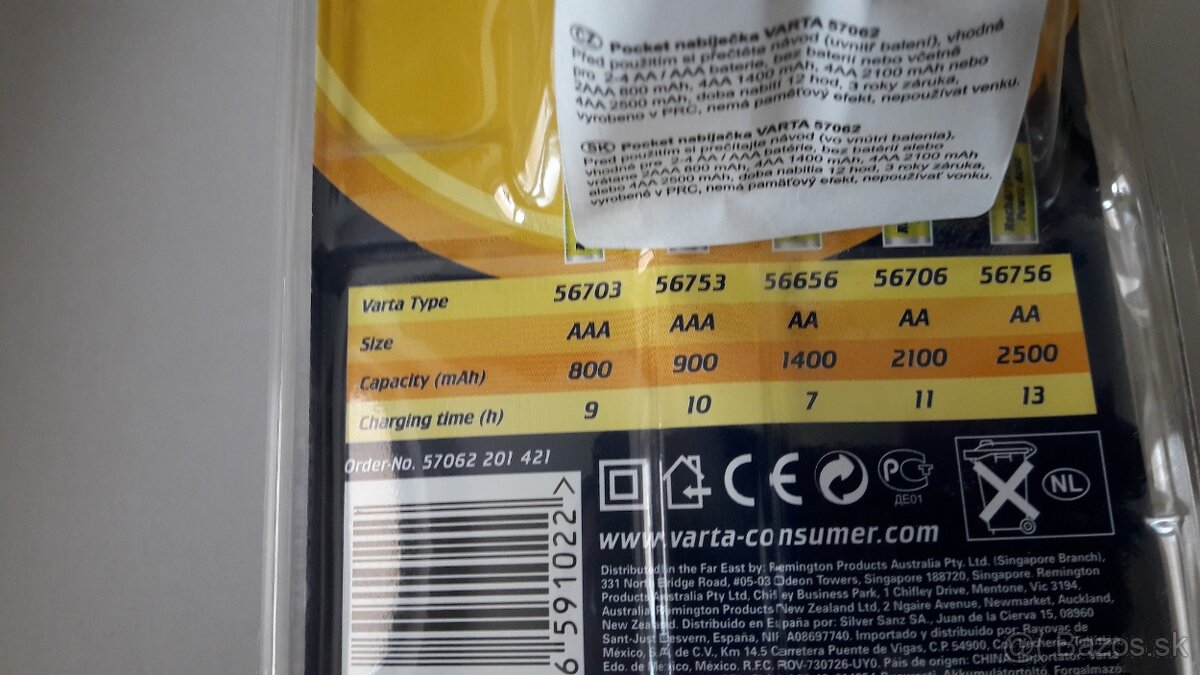 CZ Pocket nabíječka VARTA 57062
Před použitím si přečtěte návod (uvnitř balení), vhodné
pro 2-4 AA / AAA baterie, bez baterií nebo včetně
2AAA 800 mAh, 4AA 1400 mAh, 4AA 2100 mAh nebo
4AA 2500 mAh, doba nabití 12 hod, 3 roky záruka,
vyrobeno v PRC, nemá paměťový efekt, nepoužívat venku.
SK Pocket nabíjačka VARTA 57062
Pred použitím si prečítajte návod (vo vnútri balenia),
vhodné pro 2-4 AA / AAA batérie, bez batérií alebo
vrátane 2AAA 800 mAh, 4AA 1400 mAh, 4AA 2100 mAh
alebo 4AA 2500 mAh, doba nabitia 12 hod, 3 roky záruka,
vyrobené v PRC, nemá pamäťový efekt, nepoužívať venku.
Varta Type 56703 56753 56656 56706 56756
Size AAA AAA AA AA AA
Capacity (mAh) 800 900 1400 2100 2500
Charging time (h) 9 10 7 11 13
Order-No. 57062 201 421
CE PCT ДЕ01 NL
www.varta-consumer.com
Distributed in the Far East by: Remington Products Australia Pty. Ltd. (Singapore Branch),
331 North Bridge Road, #05-03 Odeon Towers, Singapore 188720, Singapore. Remington
Products Australia Pty Ltd, Chifley Business Park, 1 Chifley Drive, Mentone, Vic 3194,
Australia Remington Products New Zealand Ltd, 2 Ngaire Avenue, Newmarket, Auckland,
New Zealand. Distribuido en España por: Silver Sanz SA., Juan de la Cierva 15, 08960
Sant-Just Desvern, España, NIF A08697740. Importado y distribuido por: Rayovac de
México, S.A. de C.V., Km 14.5 Carretera Puente de Vigas, C.P. 54900, Co
Edo. de México, México. R.F.C. ROV-730726-UY0. País de origen: CHINA
6 591022 >
Bazos.sk